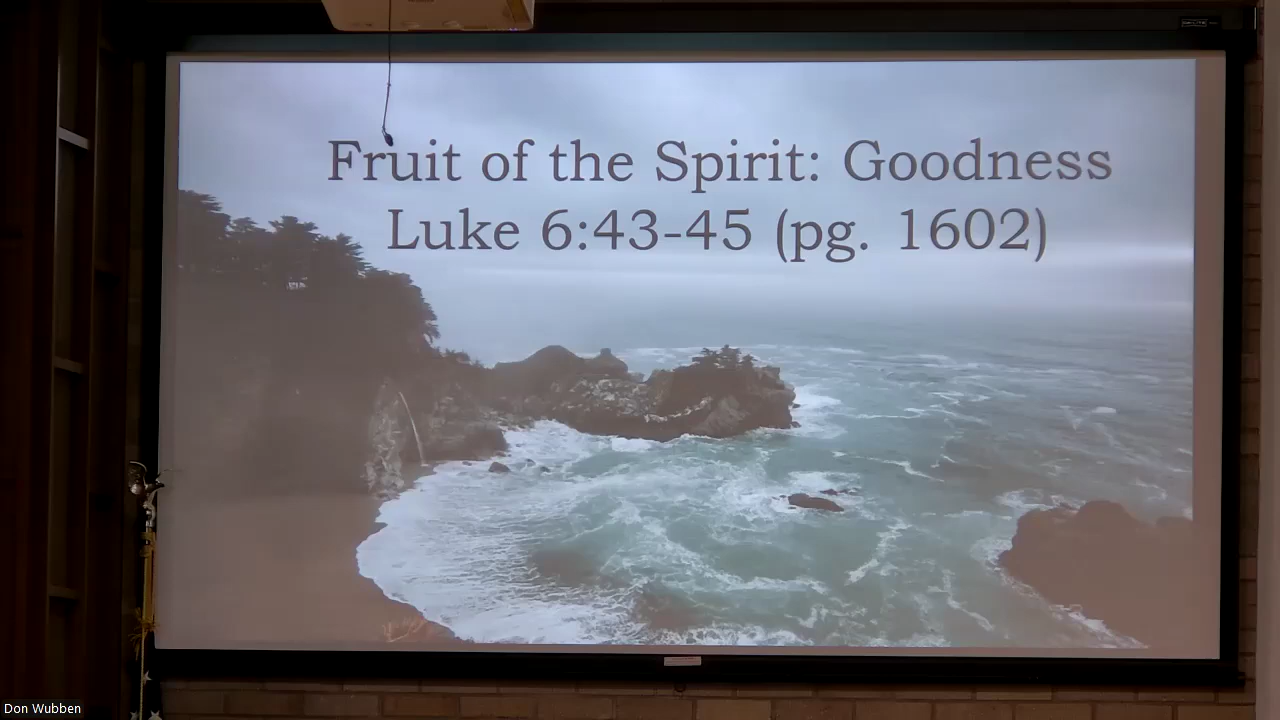 Fruit of the Spirit: Goodness
Luke 6:43-45 (pg. 1602)
Don Wubben